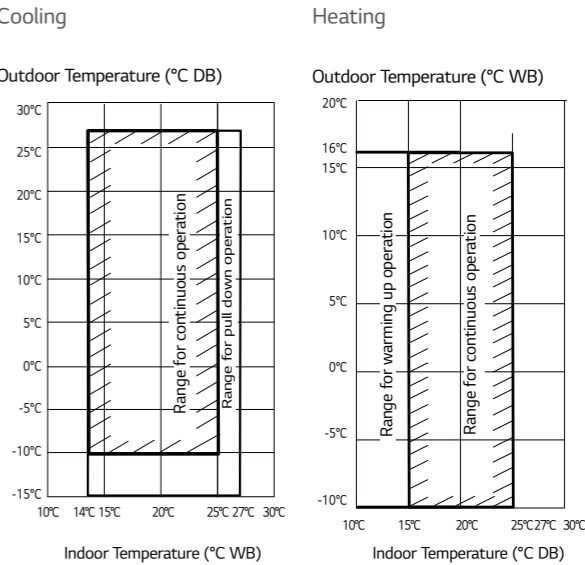 Cooling
Heating
Outdoor Temperature (°C DB)
Outdoor Temperature (°C WB)
30°C
25°C
20°C
15°C
10°C
5°C
0°C
-5°C
-10°C
-15°C
Range for continuous operation
Range for pull down operation
10°C 14°C 15°C 20°C 25°C 27°C 30°C
Indoor Temperature (°C WB)
20°C
16°C
15°C
10°C
5°C
0°C
-5°C
-10°C
Range for warming up operation
Range for continuous operation
10°C 15°C 20°C 25°C 27°C 30°C
Indoor Temperature (°C DB)